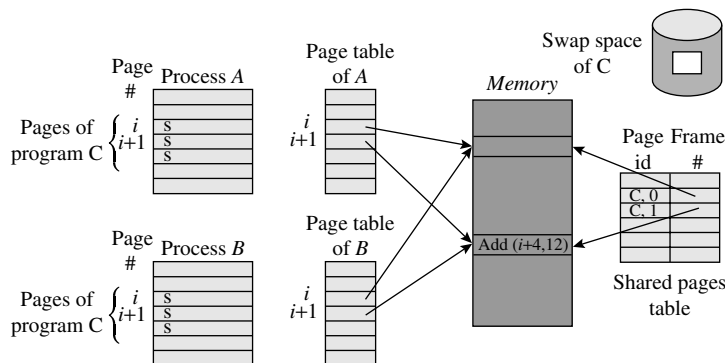 Swap space
of C
Page
#
Process A
Page table
of A
Memory
Pages of
program C
i
i+1
s
s
s
i
i+1
Page
id
Frame
#
C, 0
C, 1
Add (i+4,12)
Shared pages
table
Page
#
Process B
Page table
of B
Pages of
program C
i
i+1
s
s
s
i
i+1